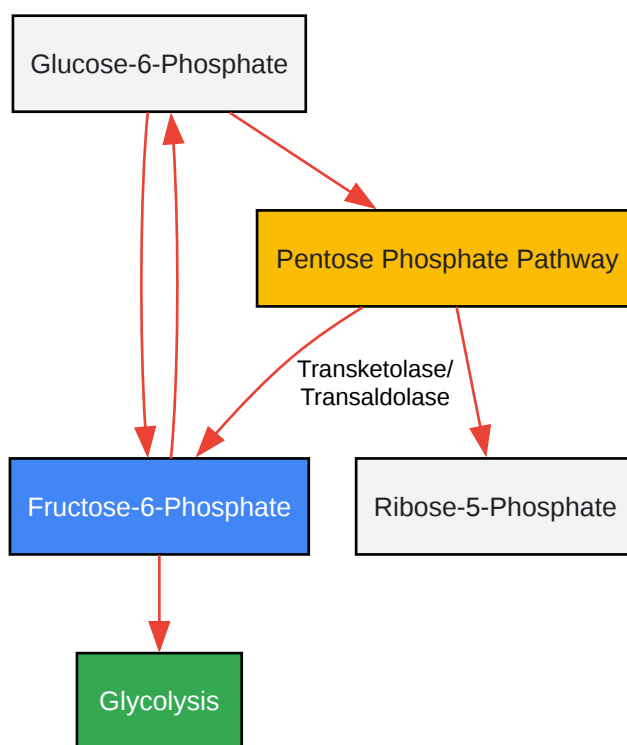 Glucose-6-Phosphate
Pentose Phosphate Pathway
Transketolase/
Transaldolase
Fructose-6-Phosphate
Ribose-5-Phosphate
Glycolysis